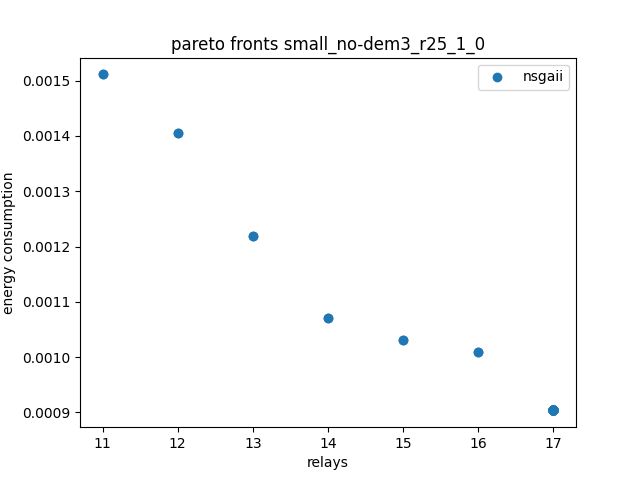 pareto fronts small_no-dem3_r25_1_0
nsgaii
0.0015
0.0014
0.0013
0.0012
0.0011
0.0010
0.0009
energy consumption
11 12 13 14 15 16 17
relays